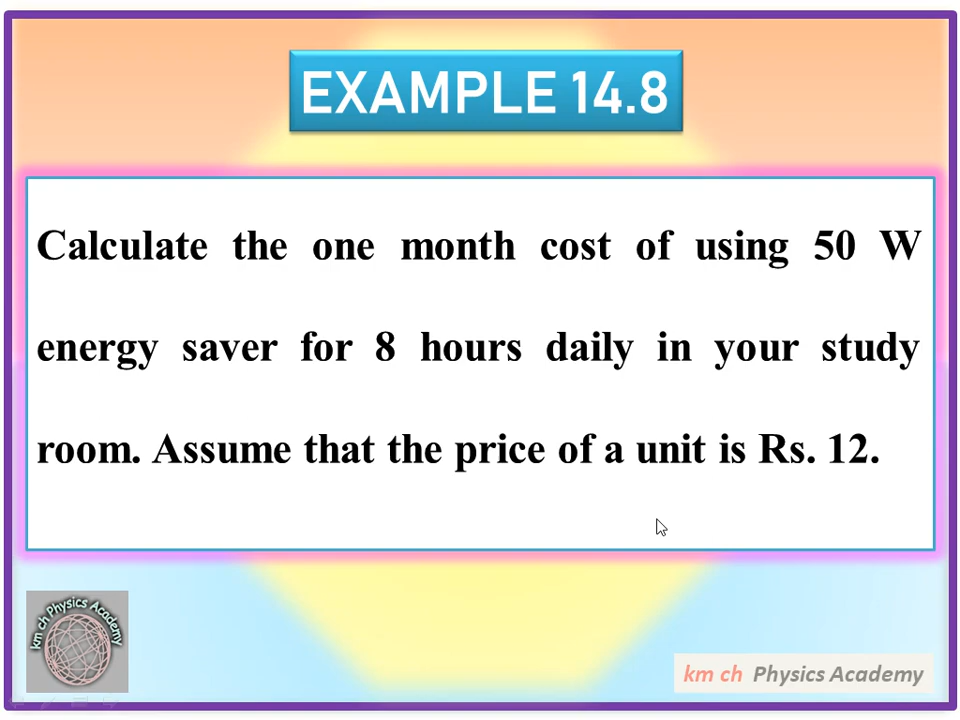 EXAMPLE 14.8
Calculate the one month cost of using 50 W
energy saver for 8 hours daily in your study
room. Assume that the price of a unit is Rs. 12.
km ch Physics Academy
km ch Physics Academy